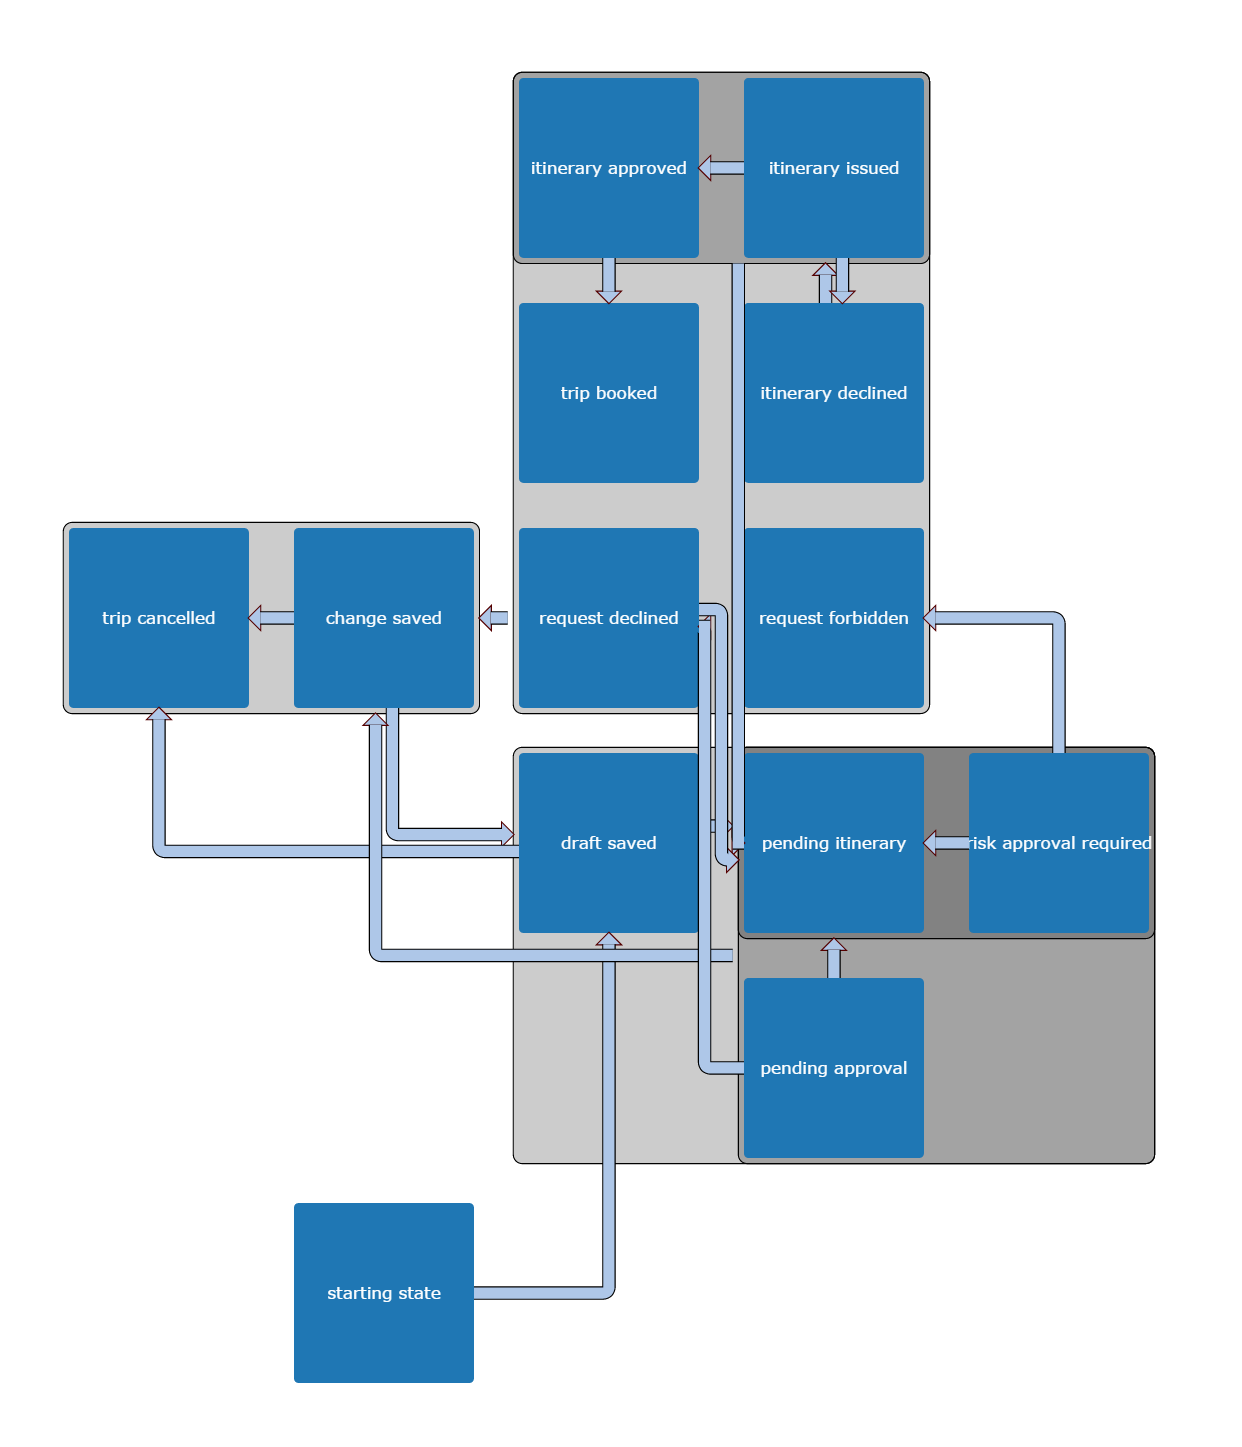 itinerary approved
itinerary issued
trip booked
itinerary declined
trip cancelled
change saved
request declined
request forbidden
draft saved
pending itinerary
risk approval required
pending approval
starting state